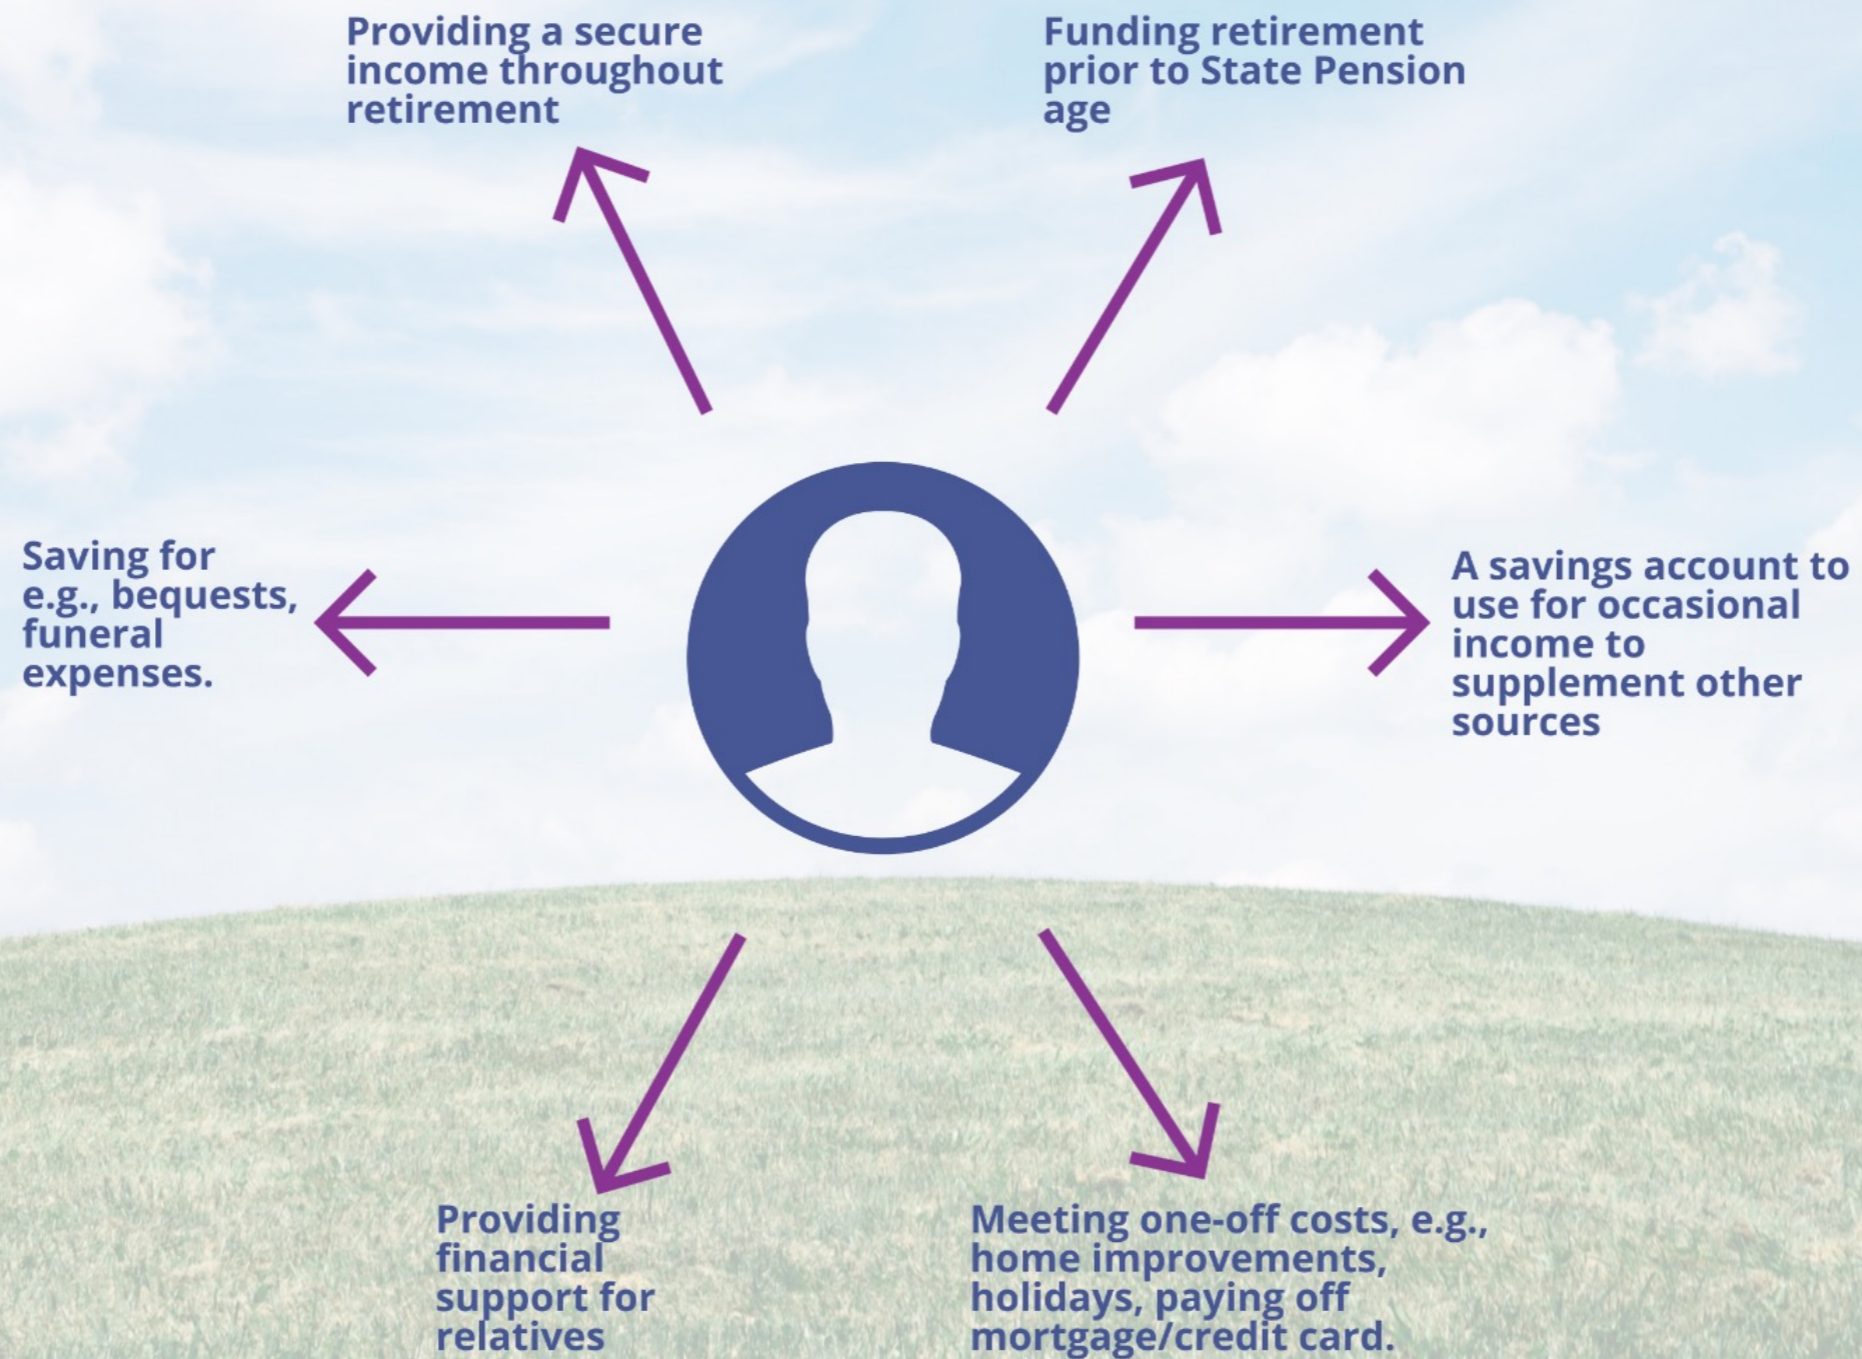 Providing a secure
income throughout
retirement
Funding retirement
prior to State Pension
age
Saving for
e.g., bequests,
funeral
expenses.
A savings account to
use for occasional
income to
supplement other
sources
Providing
financial
support for
relatives
Meeting one-off costs, e.g.,
home improvements,
holidays, paying off
mortgage/credit card.